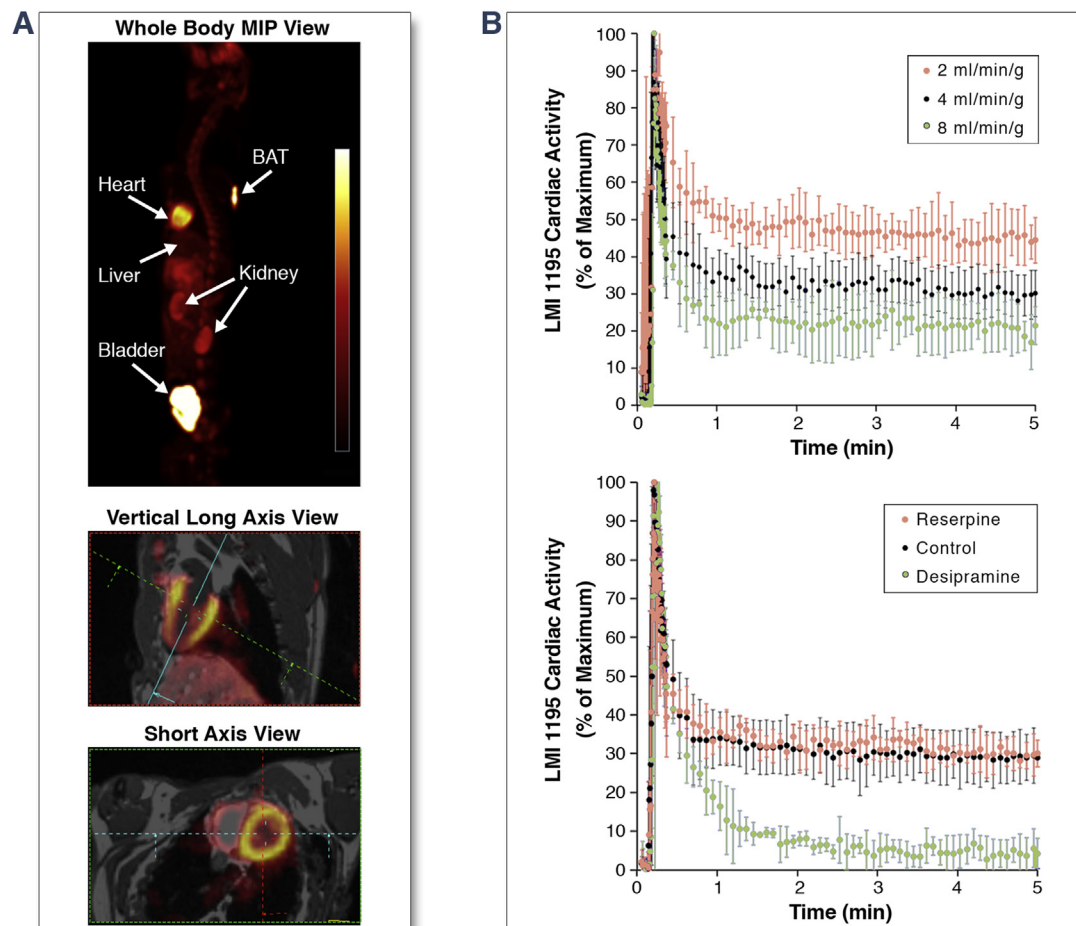 A
Whole Body MIP View
BAT
Heart
Liver
Kidney
Bladder
Vertical Long Axis View
Short Axis View
B
100
90
80
70
60
50
40
30
20
10
0
LMI 1195 Cardiac Activity
(% of Maximum)
2 ml/min/g
4 ml/min/g
8 ml/min/g
0 1 2 3 4 5
Time (min)
100
90
80
70
60
50
40
30
20
10
0
LMI 1195 Cardiac Activity
(% of Maximum)
Reserpine
Control
Desipramine
0 1 2 3 4 5
Time (min)